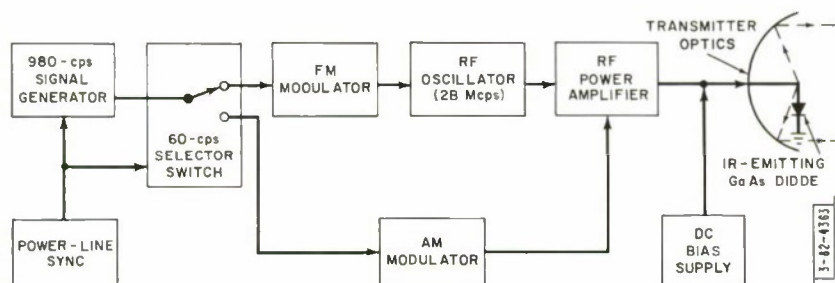 980-cps
SIGNAL
GENERATOR
60-cps
SELECTOR
SWITCH
FM
MODULATOR
RF
OSCILLATOR
(28 Mcps)
RF
POWER
AMPLIFIER
TRANSMITTER
OPTICS
IR-EMITTING
GaAs DIODE
POWER-LINE
SYNC
AM
MODULATOR
DC
BIAS
SUPPLY
3-82-4363